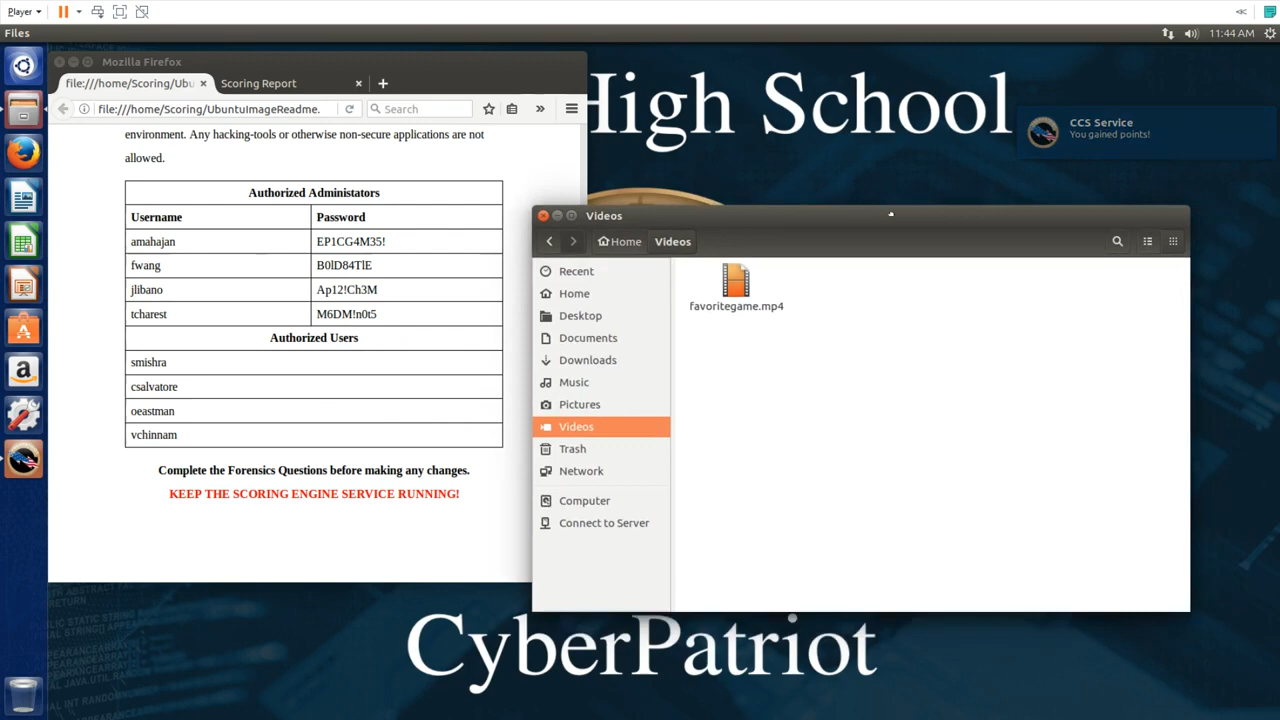 Player
Files
11:44 AM
Mozilla Firefox
file:///home/Scoring/Ubu
Scoring Report
file:///home/Scoring/UbuntuImageReadme.
Search
environment. Any hacking-tools or otherwise non-secure applications are not
allowed.
Authorized Administators
Username Password
amahajan EP1CG4M35!
fwang B0lD84TlE
jlibano Ap12!Ch3M
tcharest M6DM!n0t5
Authorized Users
smishra
csalvatore
oeastman
vchinnam
Complete the Forensics Questions before making any changes.
KEEP THE SCORING ENGINE SERVICE RUNNING!
High School
CCS Service
You gained points!
Videos
Home Videos
Recent
Home
Desktop
Documents
Downloads
Music
Pictures
Videos
Trash
Network
Computer
Connect to Server
favoritegame.mp4
CyberPatriot